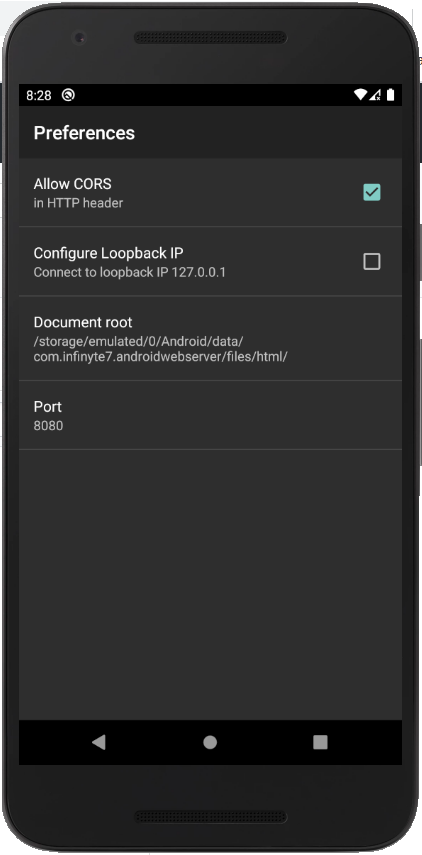 8:28
Preferences
Allow CORS
in HTTP header
Configure Loopback IP
Connect to loopback IP 127.0.0.1
Document root
/storage/emulated/0/Android/data/
com.infinyte7.androidwebserver/files/html/
Port
8080